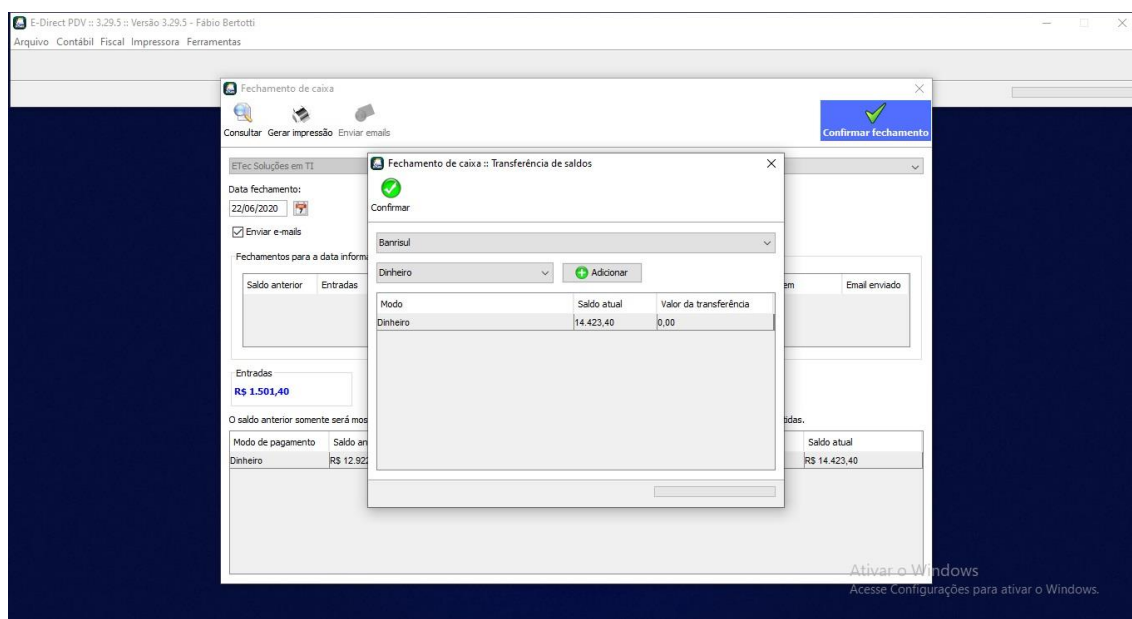 E-Direct PDV :: 3.29.5 :: Versão 3.29.5 - Fábio Bertotti
Arquivo Contábil Fiscal Impressora Ferramentas
Fechamento de caixa
Consultar Gerar impressão Enviar emails
Confirmar fechamento
ETec Soluções em TI
Data fechamento:
22/06/2020
Enviar e-mails
Fechamentos para a data
Saldo anterior Entradas
Email enviado
Entradas
R$ 1.501,40
O saldo anterior somente será
Modo de pagamento Saldo
Saldo atual
Dinheiro R$ 12.922
R$ 14.423,40
Fechamento de caixa :: Transferência de saldos
Confirmar
Banrisul
Dinheiro
Adicionar
Modo Saldo atual Valor da transferência
Dinheiro 14.423,40 0,00
Ativar o Windows
Acesse Configurações para ativar o Windows.